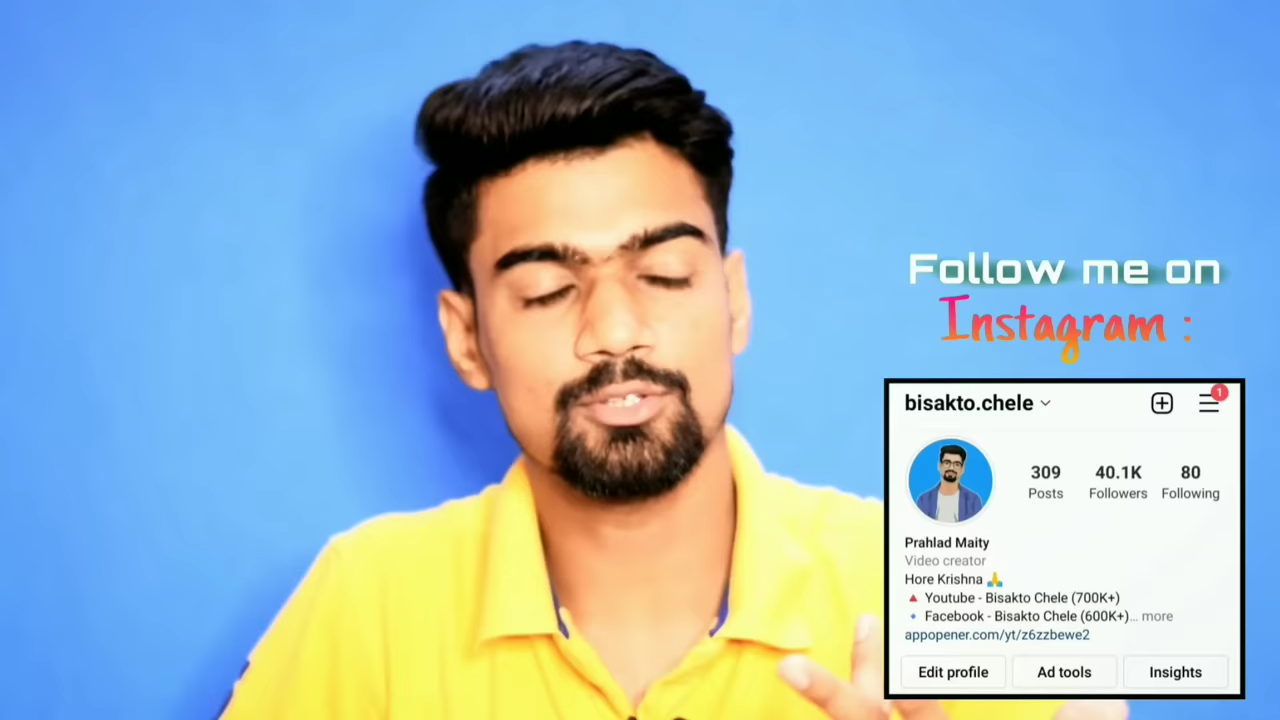 Follow me on
Instagram :
bisakto.chele
1
309 40.1K 80
Posts Followers Following
Prahlad Maity
Video creator
Hore Krishna 🙏
🔺 Youtube - Bisakto Chele (700K+)
🔹 Facebook - Bisakto Chele (600K+)... more
appopener.com/yt/z6zzbewe2
Edit profile Ad tools Insights